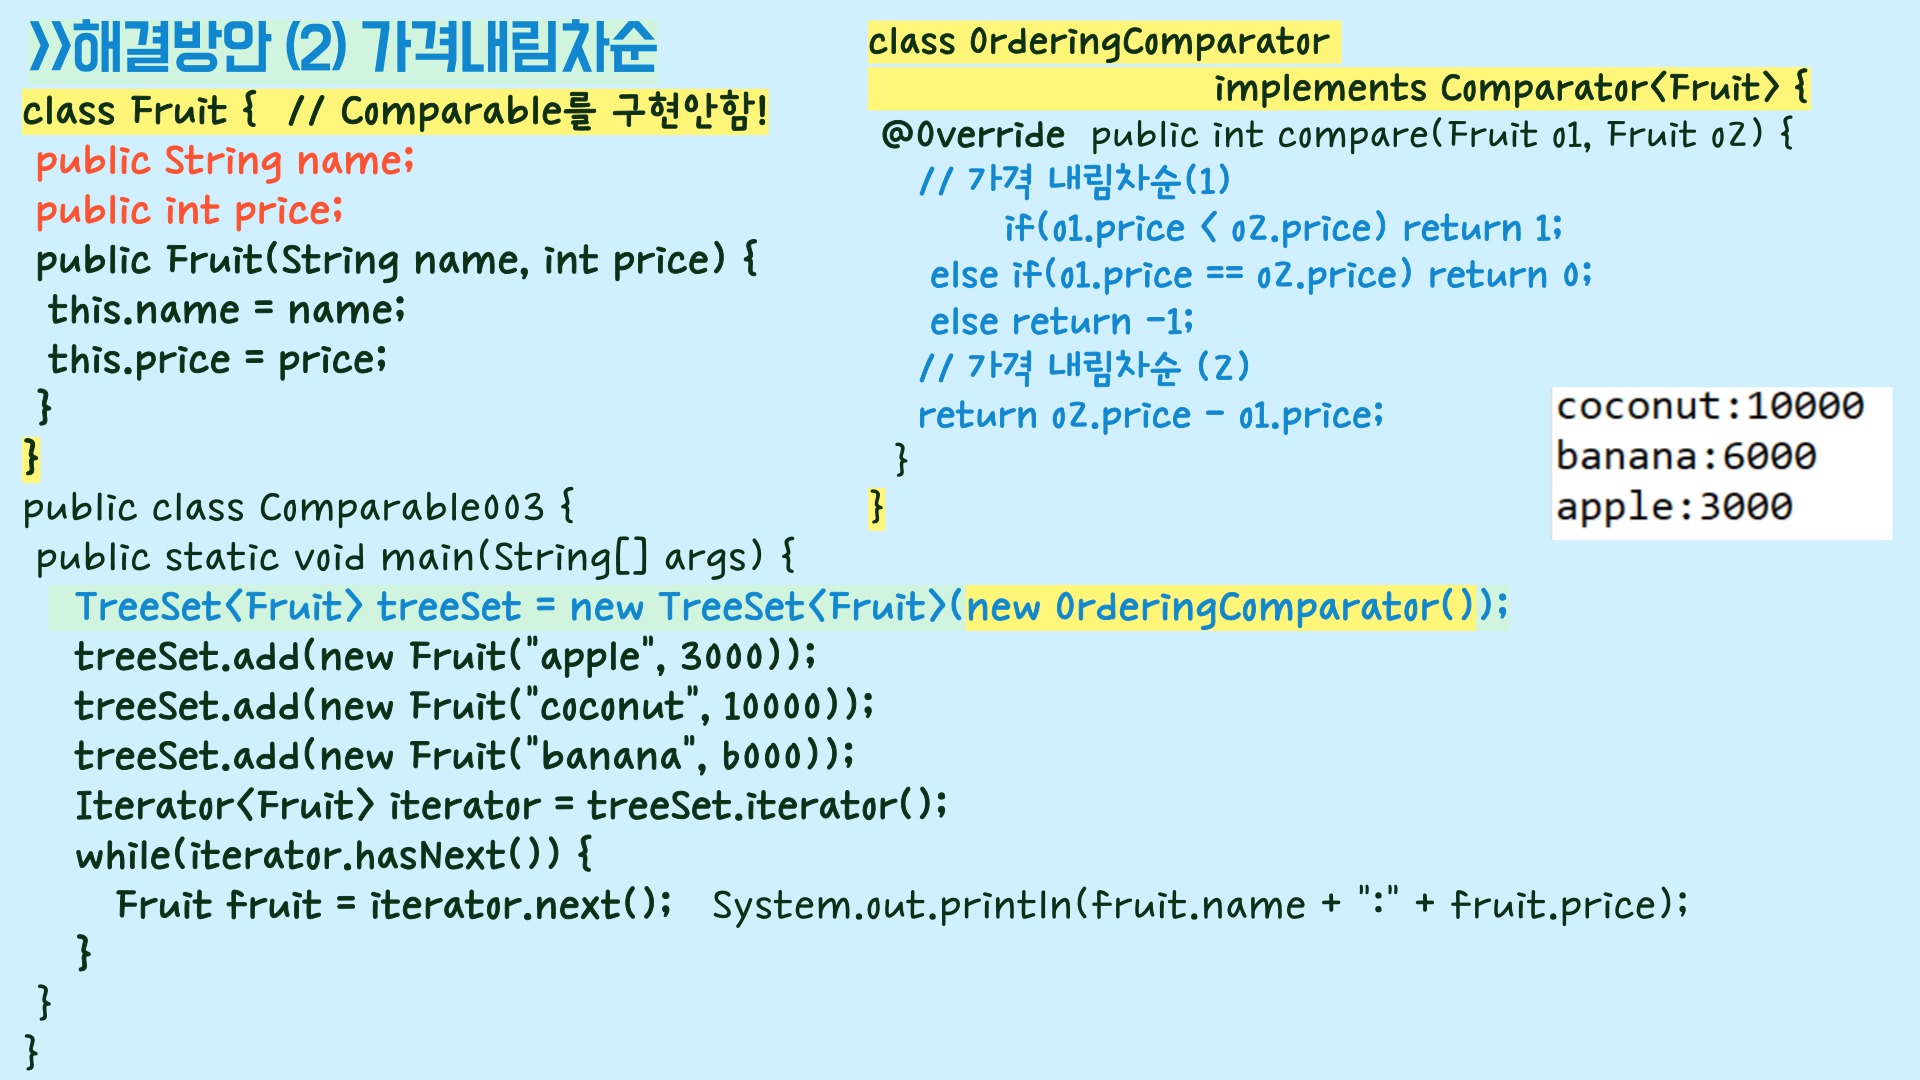 >>해결방안 (2) 가격내림차순
class Fruit {  // Comparable를 구현안함!
public String name;
public int price;
public Fruit(String name, int price) {
this.name = name;
this.price = price;
}
}
public class Comparable003 {
public static void main(String[] args) {
TreeSet<Fruit> treeSet = new TreeSet<Fruit>(new OrderingComparator());
treeSet.add(new Fruit("apple", 3000));
treeSet.add(new Fruit("coconut", 10000));
treeSet.add(new Fruit("banana", 6000));
Iterator<Fruit> iterator = treeSet.iterator();
while(iterator.hasNext()) {
Fruit fruit = iterator.next();   System.out.println(fruit.name + ":" + fruit.price);
}
}
}
class OrderingComparator
implements Comparator<Fruit> {
@Override  public int compare(Fruit o1, Fruit o2) {
// 가격 내림차순(1)
if(o1.price < o2.price) return 1;
else if(o1.price == o2.price) return 0;
else return -1;
// 가격 내림차순 (2)
return o2.price - o1.price;
}
}
coconut:10000
banana:6000
apple:3000